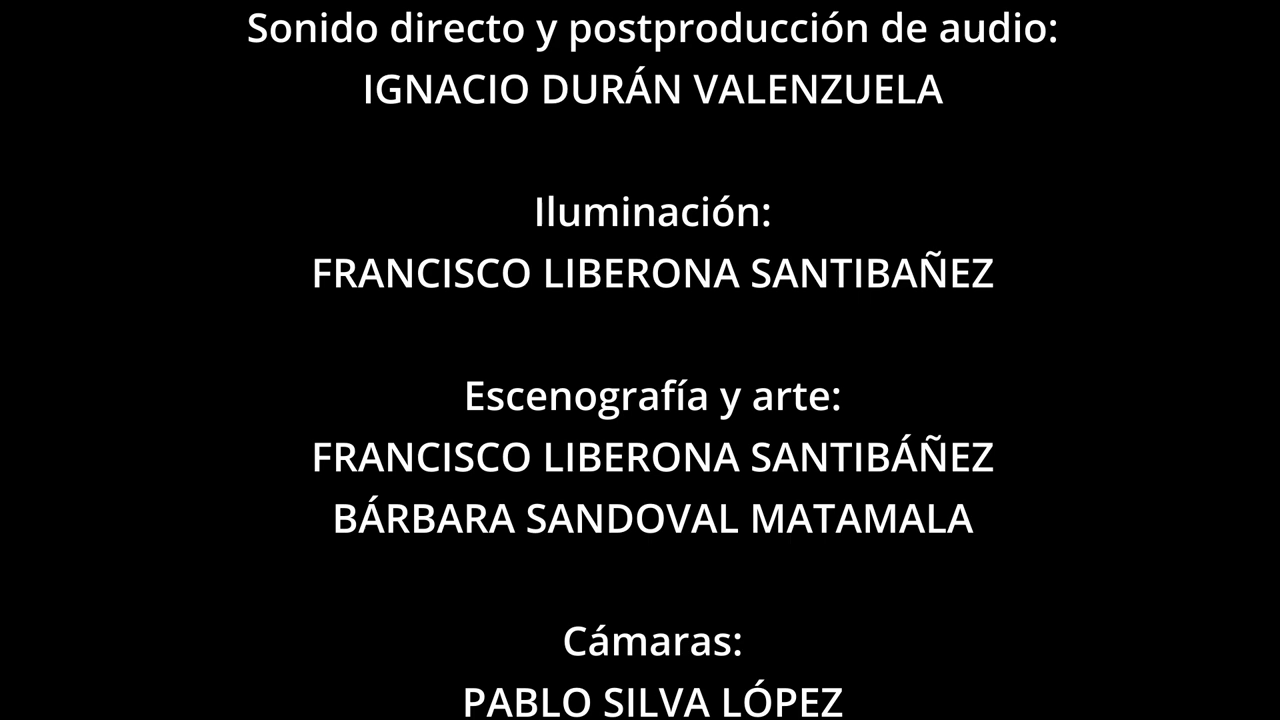 Sonido directo y postproducción de audio:
IGNACIO DURÁN VALENZUELA
Iluminación:
FRANCISCO LIBERONA SANTIBAÑEZ
Escenografía y arte:
FRANCISCO LIBERONA SANTIBÁÑEZ
BÁRBARA SANDOVAL MATAMALA
Cámaras:
PABLO SILVA LÓPEZ